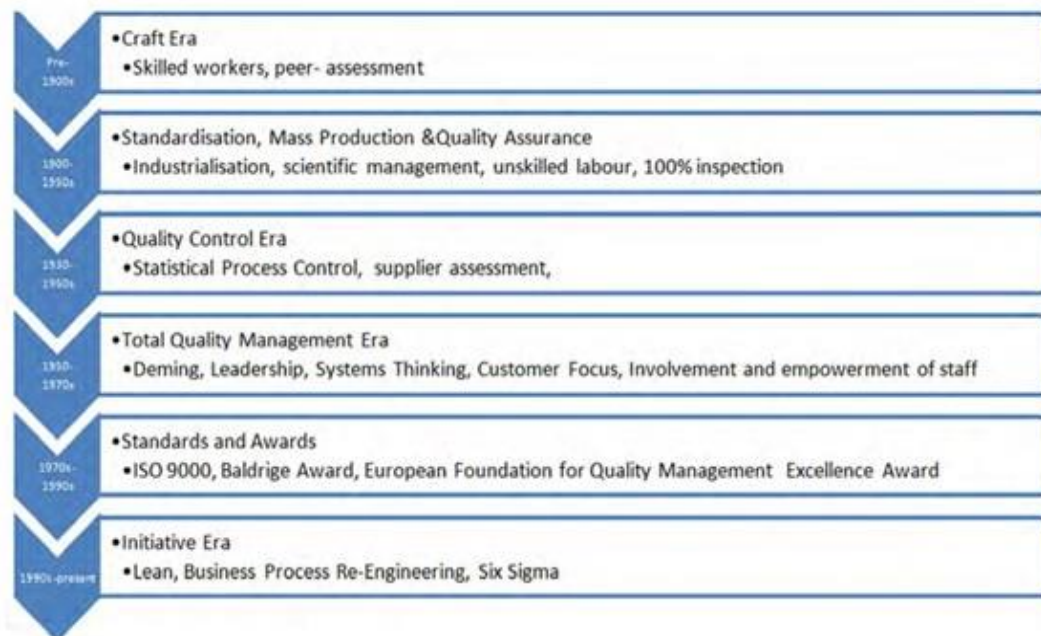 •Craft Era
Pre-
•Skilled workers, peer- assessment
•Standardisation, Mass Production &Quality Assurance
1900-
•Industrialisation, scientific management, unskilled labour, 100% inspection
•Quality Control Era
•Statistical Process Control, supplier assessment,
•Total Quality Management Era
1950-
1970s
•Deming, Leadership, Systems Thinking, Customer Focus, Involvement and empowerment of staff
•Standards and Awards
1970s-
1990s
•ISO 9000, Baldrige Award, European Foundation for Quality Management Excellence Award
•Initiative Era
1990s-present
•Lean, Business Process Re-Engineering, Six Sigma